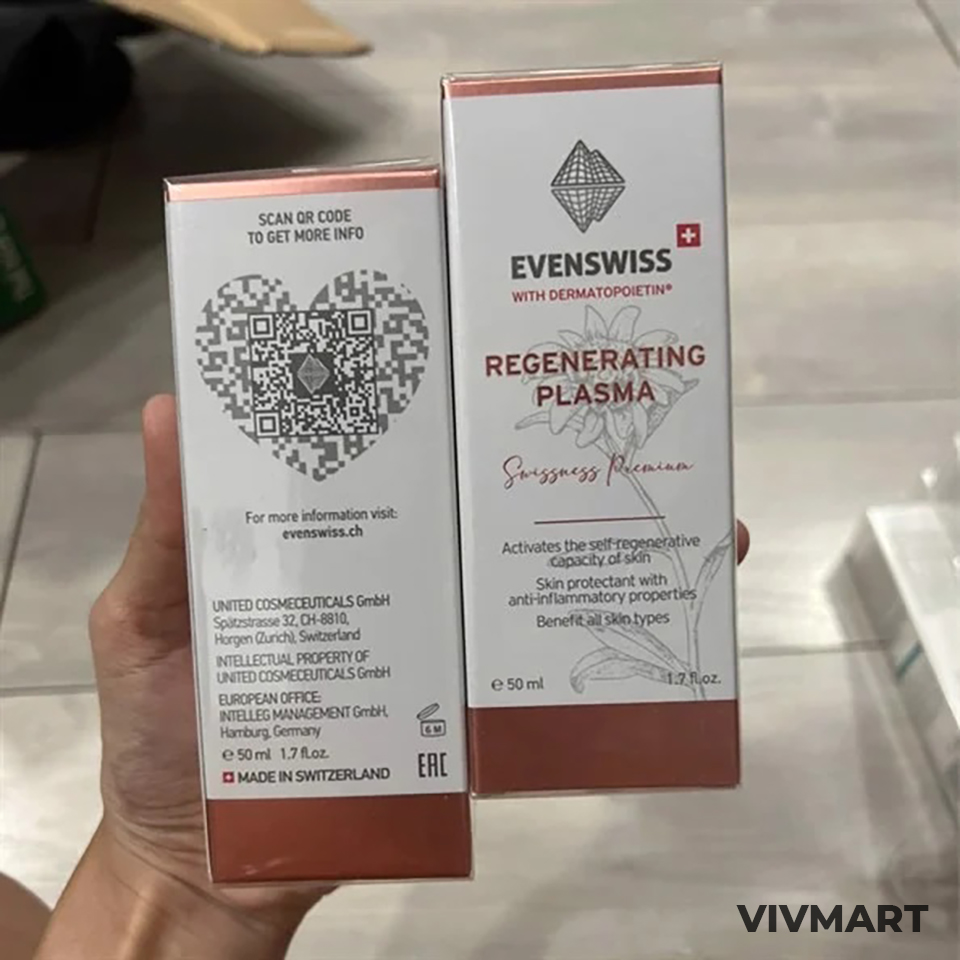 SCAN QR CODE
TO GET MORE INFO
For more information visit:
evenswiss.ch
UNITED COSMECEUTICALS GmbH
Spätzstrasse 32, CH-8810,
Horgen (Zurich), Switzerland
INTELLECTUAL PROPERTY OF
UNITED COSMECEUTICALS GmbH
EUROPEAN OFFICE:
INTELLEG MANAGEMENT GmbH,
Hamburg, Germany
6 M
℮ 50 ml 1.7 fl.oz.
MADE IN SWITZERLAND
EAC
EVENSWISS
WITH DERMATOPOIETIN®
REGENERATING
PLASMA
Swissness Premium
Activates the self-regenerative
capacity of skin
Skin protectant with
anti-inflammatory properties
Benefit all skin types
℮ 50 ml 1.7 fl.oz.
VIVMART